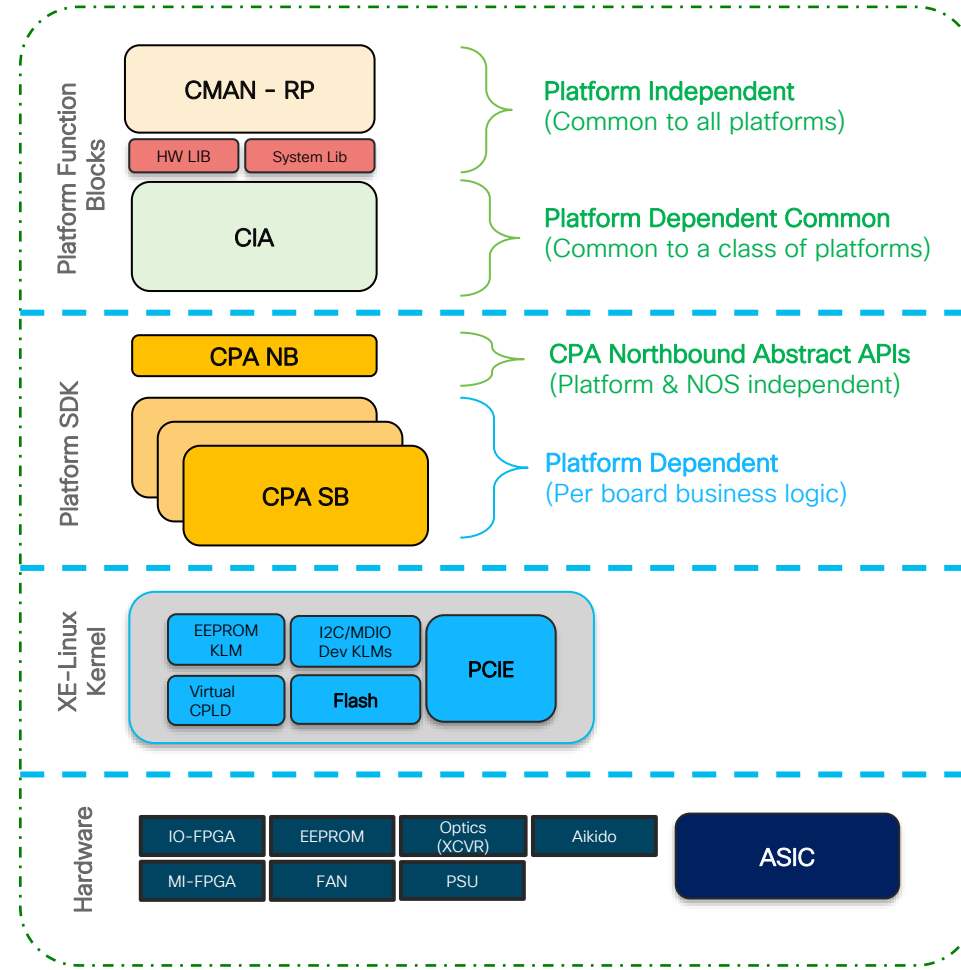 Platform Function
Blocks
CMAN - RP
HW LIB
System Lib
CIA
Platform Independent
(Common to all platforms)
Platform Dependent Common
(Common to a class of platforms)
Platform SDK
CPA NB
CPA SB
CPA Northbound Abstract APIs
(Platform & NOS independent)
Platform Dependent
(Per board business logic)
XE-Linux
Kernel
EEPROM
KLM
I2C/MDIO
Dev KLMs
PCIE
Virtual
CPLD
Flash
Hardware
IO-FPGA
EEPROM
Optics
(XCVR)
Aikido
MI-FPGA
FAN
PSU
ASIC